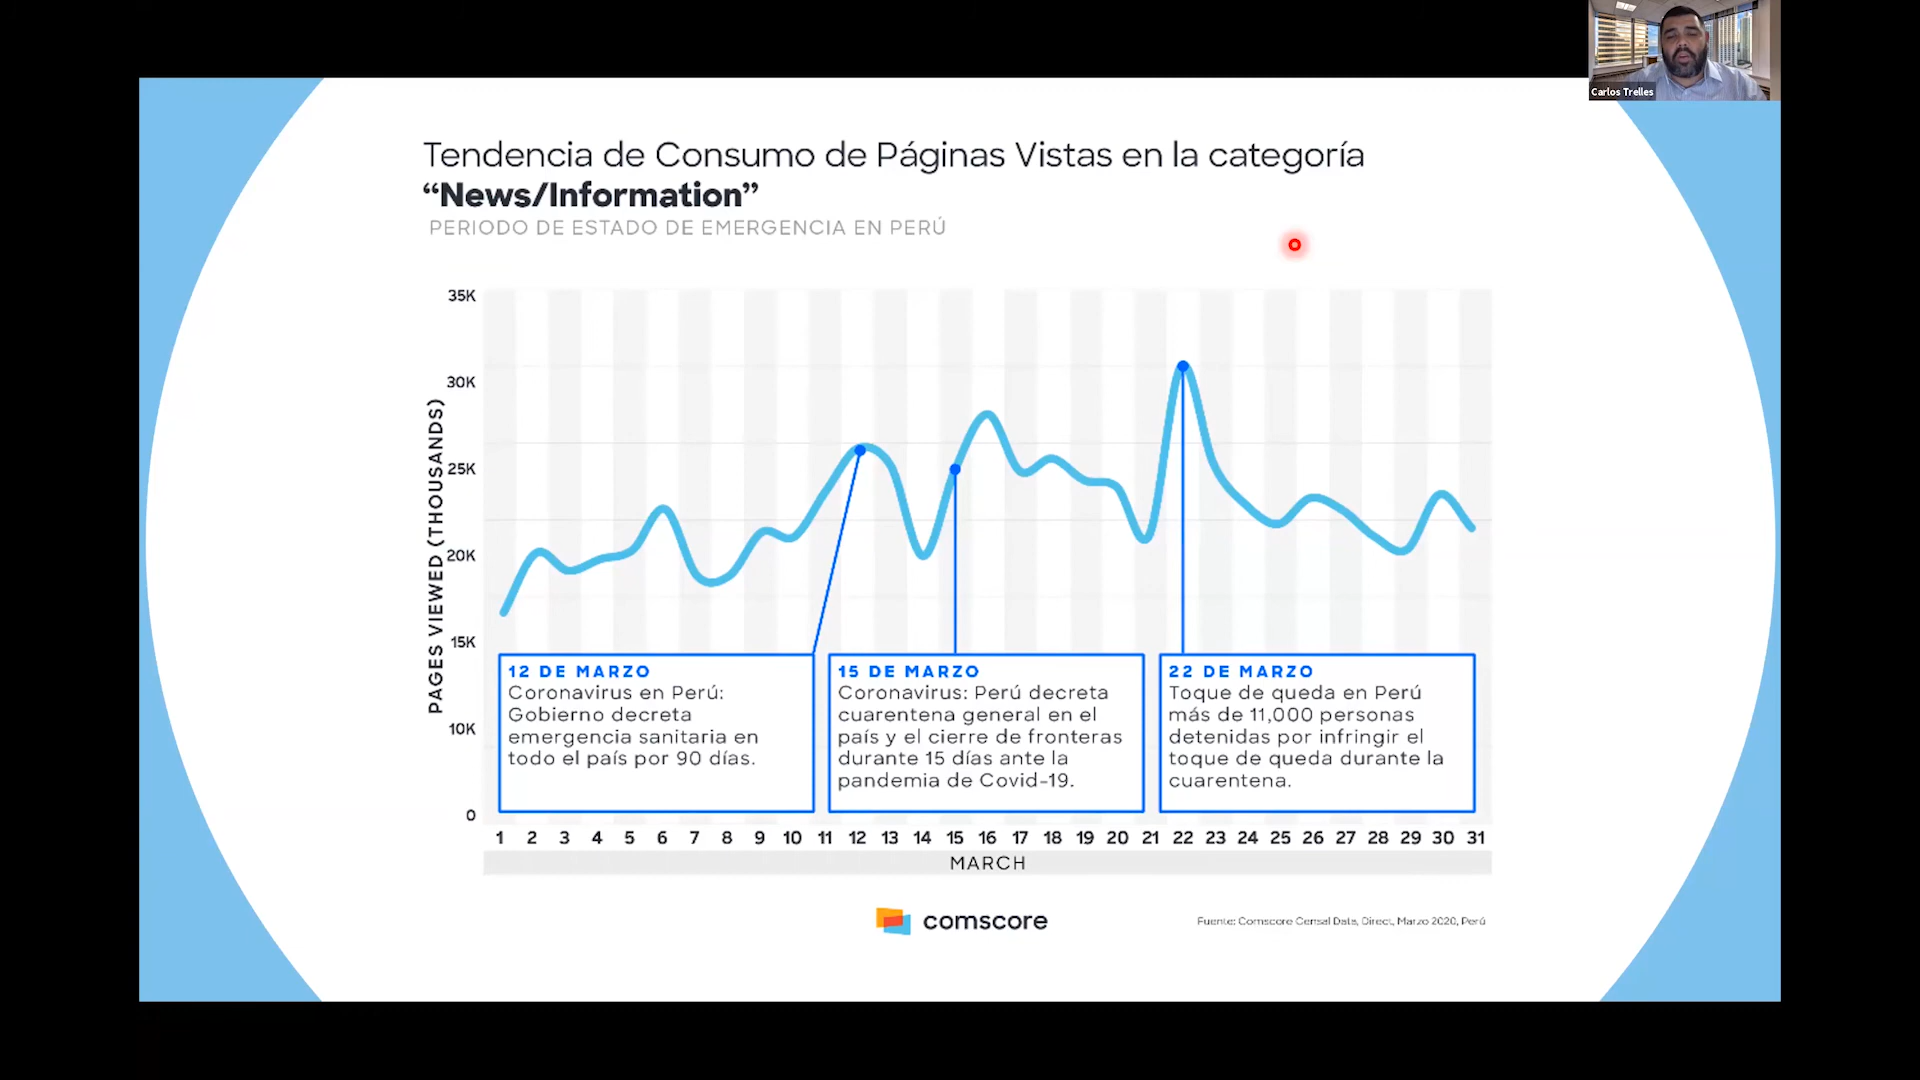 Carlos Trelles
Tendencia de Consumo de Páginas Vistas en la categoría
“News/Information”
PERIODO DE ESTADO DE EMERGENCIA EN PERÚ
PAGES VIEWED (THOUSANDS)
35K
30K
25K
20K
15K
10K
0
12 DE MARZO
Coronavirus en Perú:
Gobierno decreta
emergencia sanitaria en
todo el país por 90 días.
15 DE MARZO
Coronavirus: Perú decreta
cuarentena general en el
país y el cierre de fronteras
durante 15 días ante la
pandemia de Covid-19.
22 DE MARZO
Toque de queda en Perú
más de 11,000 personas
detenidas por infringir el
toque de queda durante la
cuarentena.
1 2 3 4 5 6 7 8 9 10 11 12 13 14 15 16 17 18 19 20 21 22 23 24 25 26 27 28 29 30 31
MARCH
comscore
Fuente: Comscore Censal Data, Direct, Marzo 2020, Perú